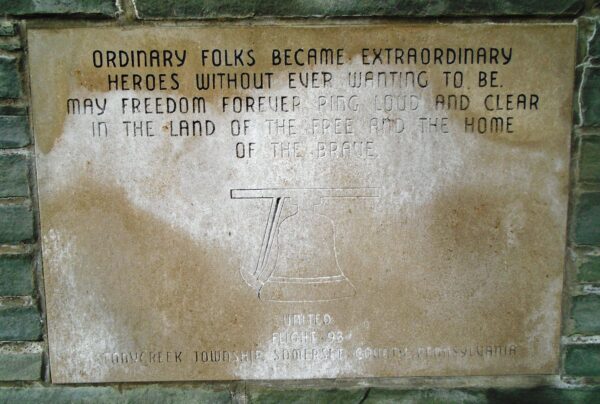 ORDINARY FOLKS BECAME EXTRAORDINARY
HEROES WITHOUT EVER WANTING TO BE.
MAY FREEDOM FOREVER RING LOUD AND CLEAR
IN THE LAND OF THE FREE AND THE HOME
OF THE BRAVE.
UNITED
FLIGHT 93
STONYCREEK TOWNSHIP, SOMERSET COUNTY, PENNSYLVANIA